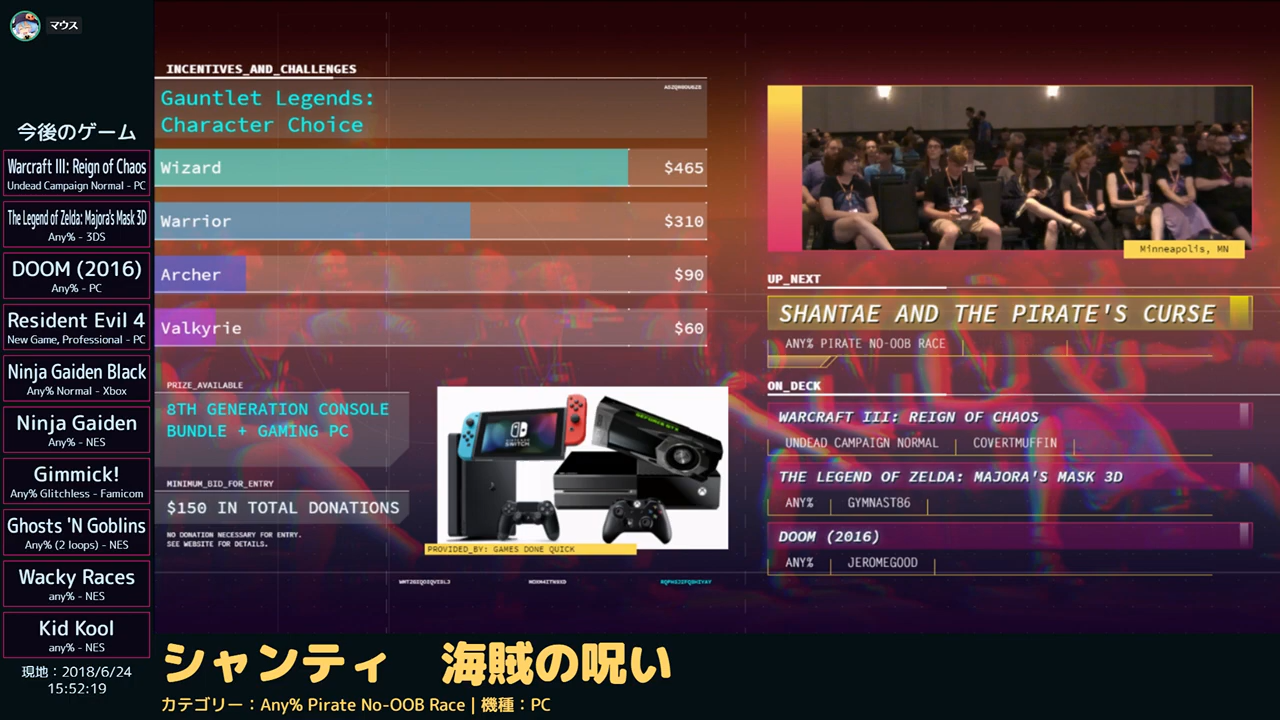 マウス
今後のゲーム
Warcraft III: Reign of Chaos
Undead Campaign Normal - PC
The Legend of Zelda: Majora's Mask 3D
Any% - 3DS
DOOM (2016)
Any% - PC
Resident Evil 4
New Game, Professional - PC
Ninja Gaiden Black
Any% Normal - Xbox
Ninja Gaiden
Any% - NES
Gimmick!
Any% Glitchless - Famicom
Ghosts 'N Goblins
Any% (2 loops) - NES
Wacky Races
any% - NES
Kid Kool
any% - NES
現地：2018/6/24
15:52:19
INCENTIVES_AND_CHALLENGES
Gauntlet Legends:
Character Choice
Wizard $465
Warrior $310
Archer $90
Valkyrie $60
PRIZE_AVAILABLE
8TH GENERATION CONSOLE
BUNDLE + GAMING PC
MINIMUM_BID_FOR_ENTRY
$150 IN TOTAL DONATIONS
NO DONATION NECESSARY FOR ENTRY.
SEE WEBSITE FOR DETAILS.
NINTENDO
SWITCH
GEFORCE GTX
PROVIDED_BY: GAMES DONE QUICK
Minneapolis, MN
UP_NEXT
SHANTAE AND THE PIRATE'S CURSE
ANY% PIRATE NO-OOB RACE
ON_DECK
WARCRAFT III: REIGN OF CHAOS
UNDEAD CAMPAIGN NORMAL COVERTMUFFIN
THE LEGEND OF ZELDA: MAJORA'S MASK 3D
ANY% GYMNAST86
DOOM (2016)
ANY% JEROMEGOOD
シャンティ　海賊の呪い
カテゴリー：Any% Pirate No-OOB Race | 機種：PC